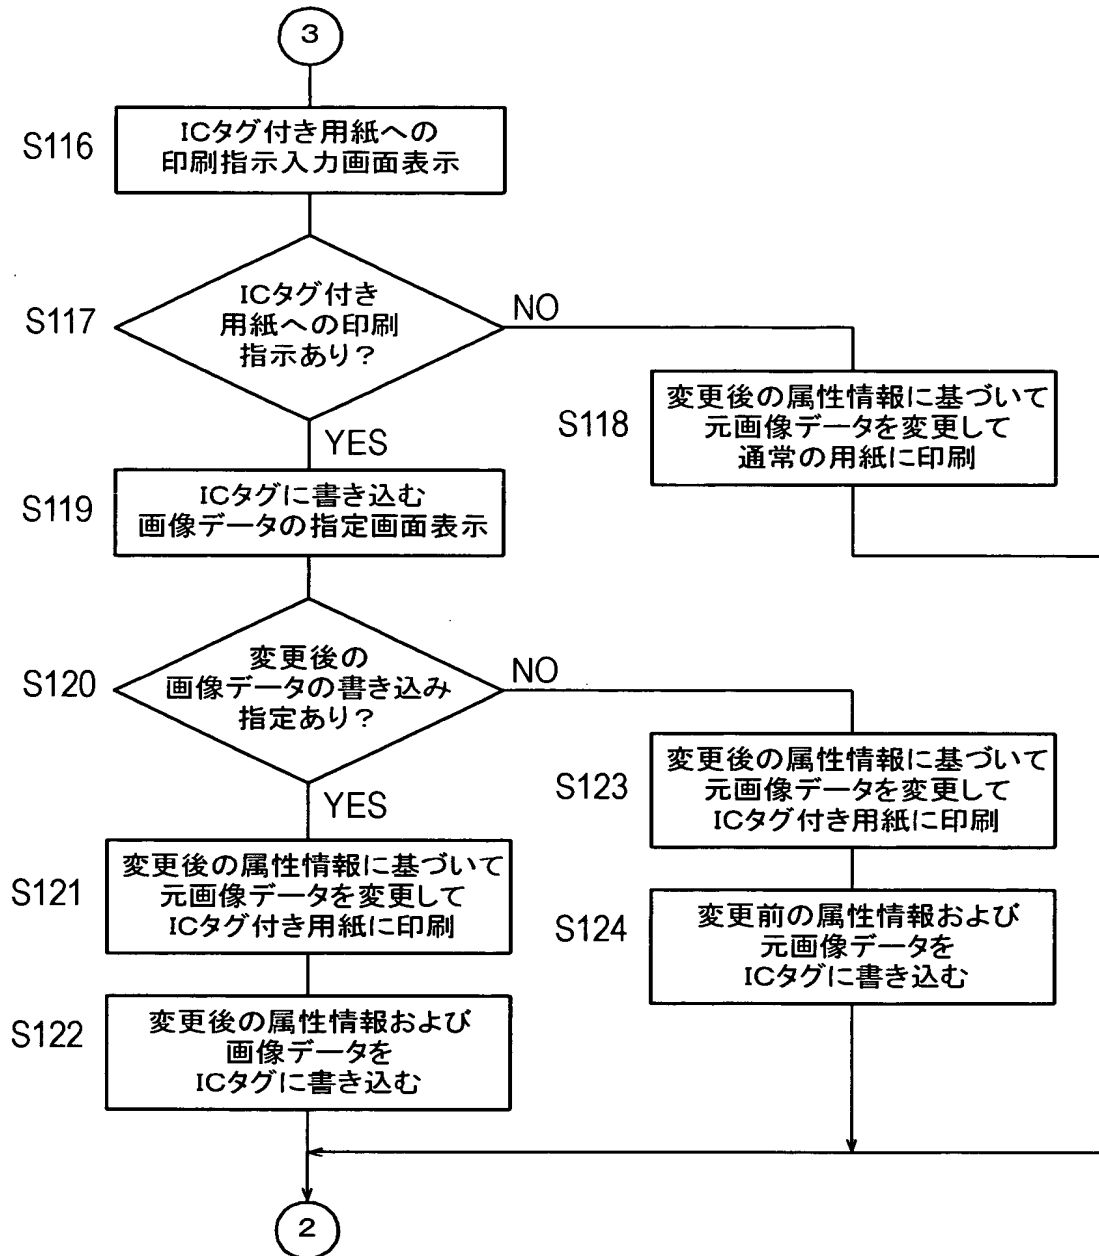 3
S116
ICタグ付き用紙への
印刷指示入力画面表示
S117
ICタグ付き
用紙への印刷
指示あり?
NO
YES
S118
変更後の属性情報に基づいて
元画像データを変更して
通常の用紙に印刷
S119
ICタグに書き込む
画像データの指定画面表示
S120
変更後の
画像データの書き込み
指定あり?
NO
YES
S123
変更後の属性情報に基づいて
元画像データを変更して
ICタグ付き用紙に印刷
S121
変更後の属性情報に基づいて
元画像データを変更して
ICタグ付き用紙に印刷
S124
変更前の属性情報および
元画像データを
ICタグに書き込む
S122
変更後の属性情報および
画像データを
ICタグに書き込む
2